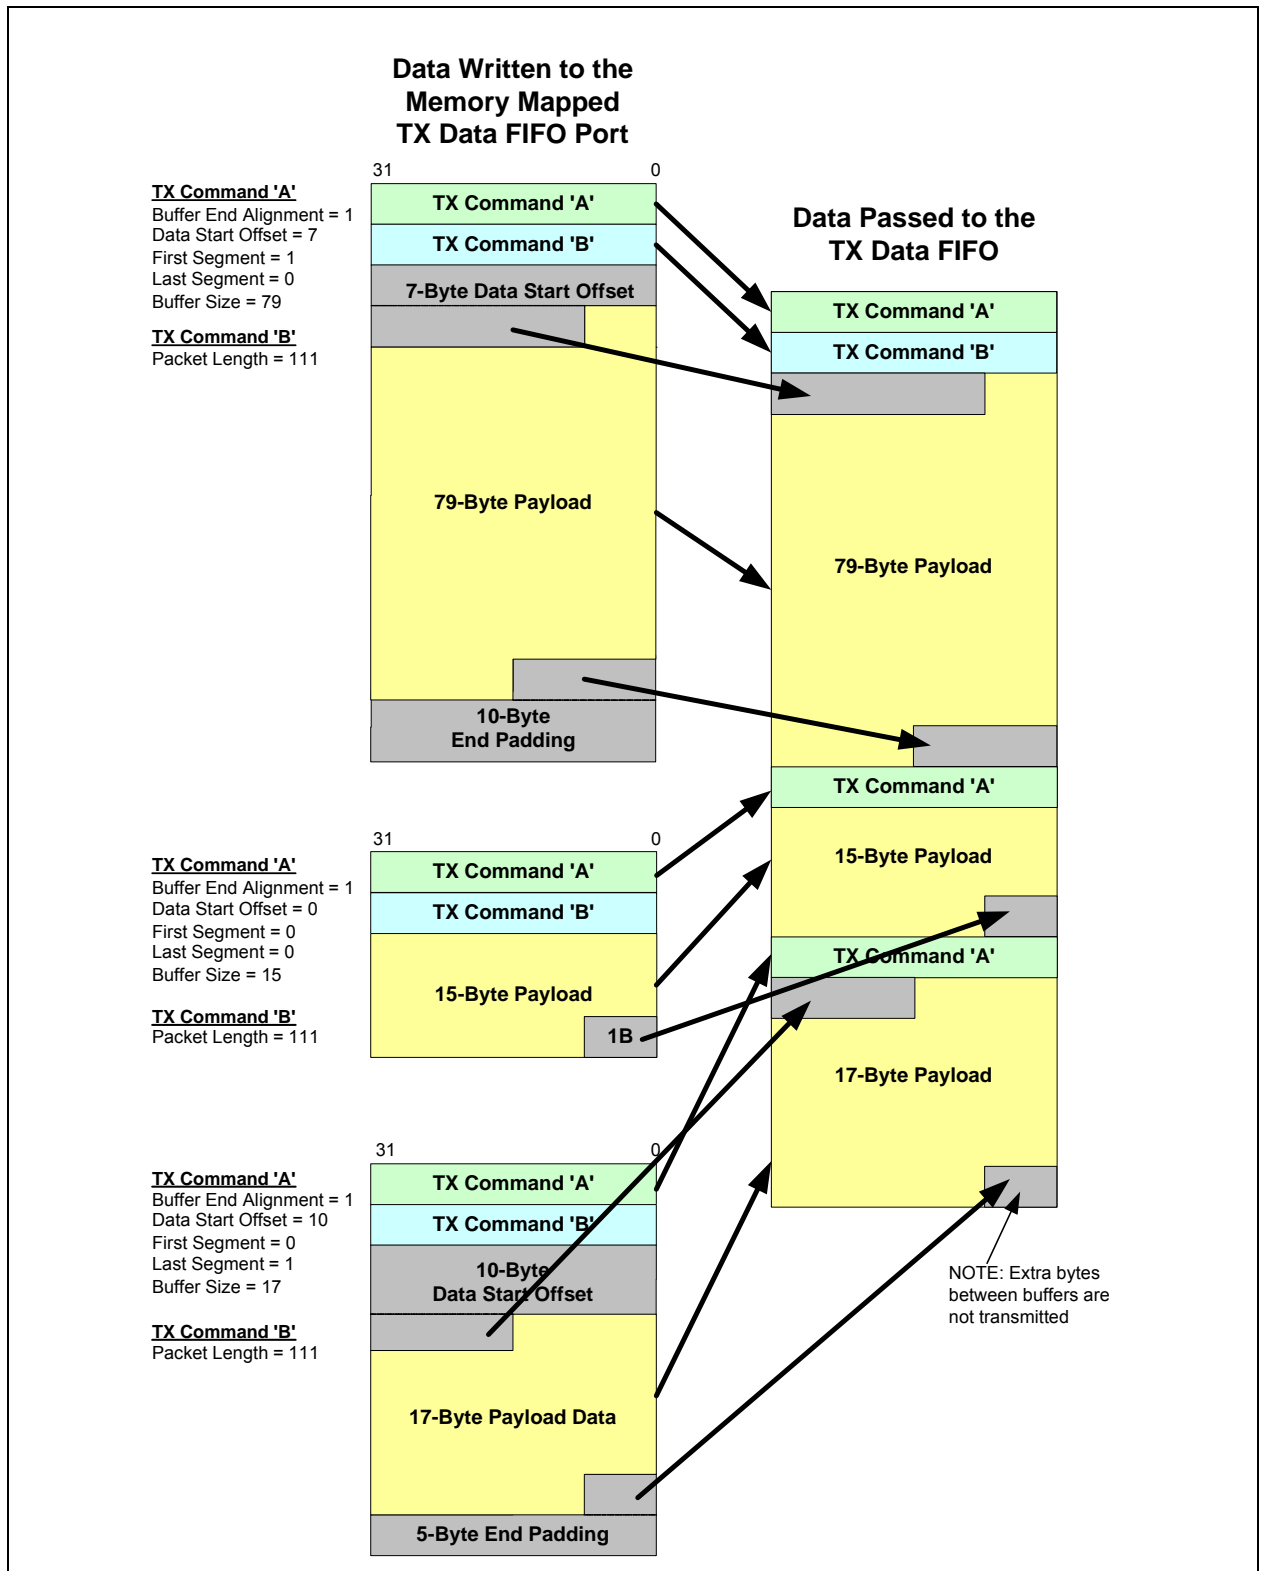 Data Written to the
Memory Mapped
TX Data FIFO Port
31
0
TX Command 'A'
Buffer End Alignment = 1
Data Start Offset = 7
First Segment = 1
Last Segment = 0
Buffer Size = 79
TX Command 'B'
Packet Length = 111
TX Command 'A'
TX Command 'B'
7-Byte Data Start Offset
79-Byte Payload
10-Byte
End Padding
Data Passed to the
TX Data FIFO
TX Command 'A'
TX Command 'B'
79-Byte Payload
TX Command 'A'
15-Byte Payload
TX Command 'A'
17-Byte Payload
NOTE: Extra bytes
between buffers are
not transmitted
31
0
TX Command 'A'
Buffer End Alignment = 1
Data Start Offset = 0
First Segment = 0
Last Segment = 0
Buffer Size = 15
TX Command 'B'
Packet Length = 111
TX Command 'A'
TX Command 'B'
15-Byte Payload
1B
31
0
TX Command 'A'
Buffer End Alignment = 1
Data Start Offset = 10
First Segment = 0
Last Segment = 1
Buffer Size = 17
TX Command 'B'
Packet Length = 111
TX Command 'A'
TX Command 'B'
10-Byte
Data Start Offset
17-Byte Payload Data
5-Byte End Padding